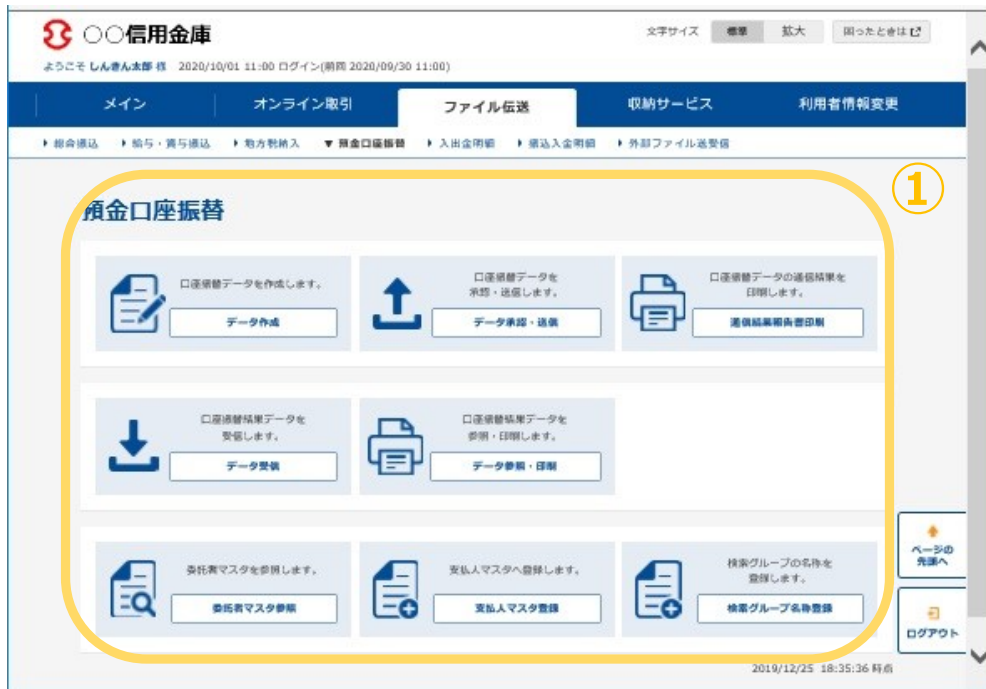 〇〇信用金庫
文字サイズ 標準 拡大 困ったときは
ようこそ しんきん太郎 様 2020/10/01 11:00 ログイン(前回 2020/09/30 11:00)
メイン オンライン取引 ファイル伝送 収納サービス 利用者情報変更
総合振込 給与・賞与振込 地方税納入 ▼ 預金口座振替 入出金明細 振込入金明細 外部ファイル送受信
①
預金口座振替
口座振替データを作成します。
データ作成
口座振替データを
承認・送信します。
データ承認・送信
口座振替データの通信結果を
印刷します。
通信結果報告書印刷
口座振替結果データを
受信します。
データ受信
口座振替結果データを
参照・印刷します。
データ参照・印刷
委託者マスタを参照します。
委託者マスタ参照
支払人マスタへ登録します。
支払人マスタ登録
検索グループの名称を
登録します。
検索グループ名称登録
ページの
先頭へ
ログアウト
2019/12/25 18:35:36 時点